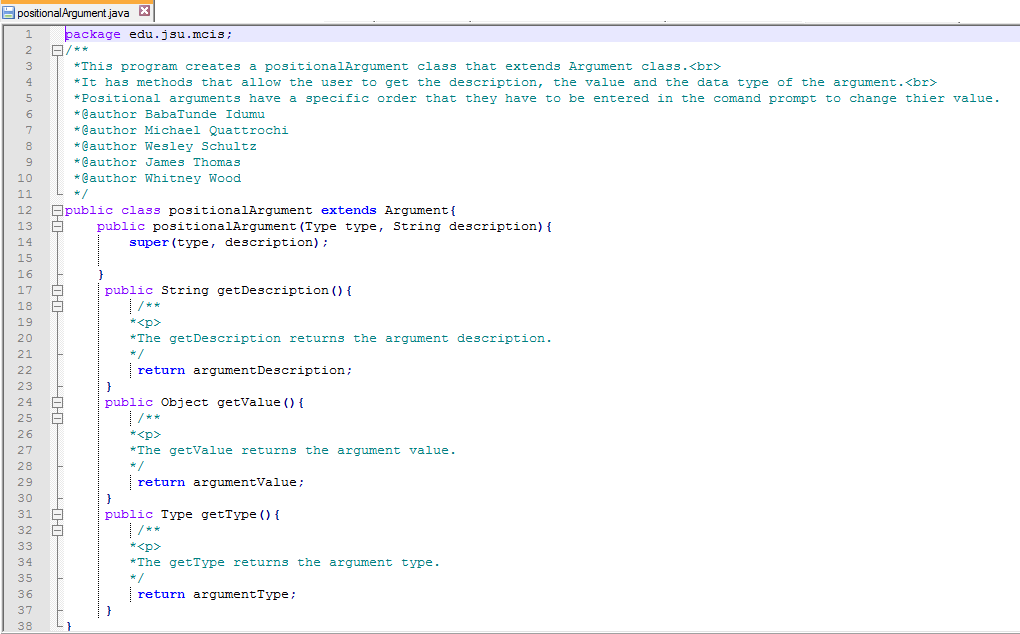 positionalArgument.java
1 package edu.jsu.mcis;
2 /**
3 *This program creates a positionalArgument class that extends Argument class.<br>
4 *It has methods that allow the user to get the description, the value and the data type of the argument.<br>
5 *Positional arguments have a specific order that they have to be entered in the comand prompt to change thier value.
6 *@author BabaTunde Idumu
7 *@author Michael Quattrochi
8 *@author Wesley Schultz
9 *@author James Thomas
10 *@author Whitney Wood
11 */
12 public class positionalArgument extends Argument{
13 public positionalArgument(Type type, String description){
14 super(type, description);
15
16 }
17 public String getDescription(){
18 /**
19 *<p>
20 *The getDescription returns the argument description.
21 */
22 return argumentDescription;
23 }
24 public Object getValue(){
25 /**
26 *<p>
27 *The getValue returns the argument value.
28 */
29 return argumentValue;
30 }
31 public Type getType(){
32 /**
33 *<p>
34 *The getType returns the argument type.
35 */
36 return argumentType;
37 }
38 }